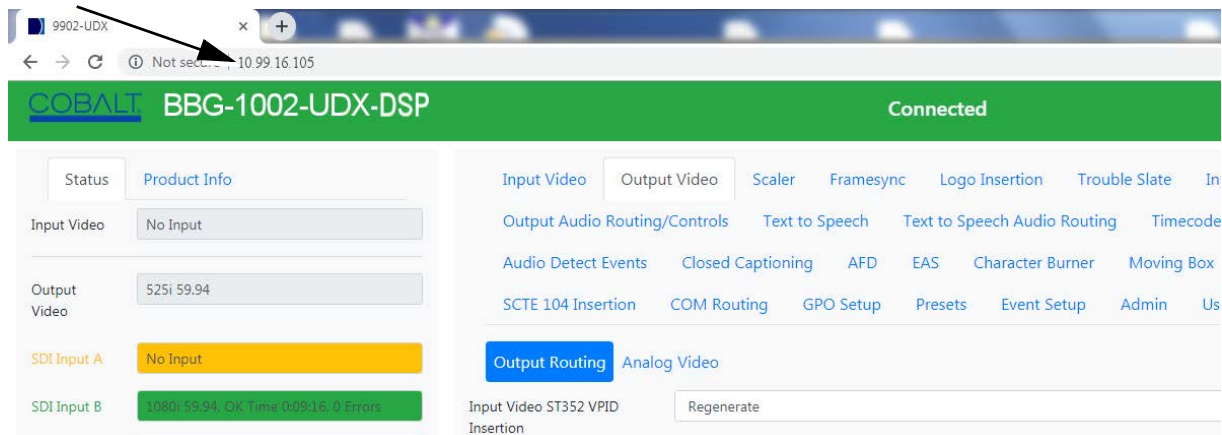 9902-UDX × +
Not secure 10.99.16.105
COBALT BBG-1002-UDX-DSP Connected
Status Product Info
Input Video No Input
Output Video 525i 59.94
SDI Input A No Input
SDI Input B 1080i 59.94, OK Time 0:09:16, 0 Errors
Input Video Output Video Scaler Framesync Logo Insertion Trouble Slate In
Output Audio Routing/Controls Text to Speech Text to Speech Audio Routing Timecode
Audio Detect Events Closed Captioning AFD EAS Character Burner Moving Box
SCTE 104 Insertion COM Routing GPO Setup Presets Event Setup Admin Us
Output Routing Analog Video
Input Video ST352 VPID Insertion Regenerate